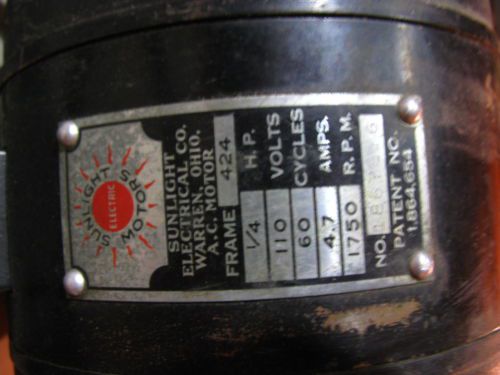 SUNLIGHT
ELECTRIC
MOTORS
SUNLIGHT
ELECTRICAL CO.
WARREN, OHIO.
A.C. MOTOR
FRAME 424
1/4 H.P.
110 VOLTS
60 CYCLES
4.7 AMPS.
1750 R.P.M.
NO.
PATENT NO.
1,864,654